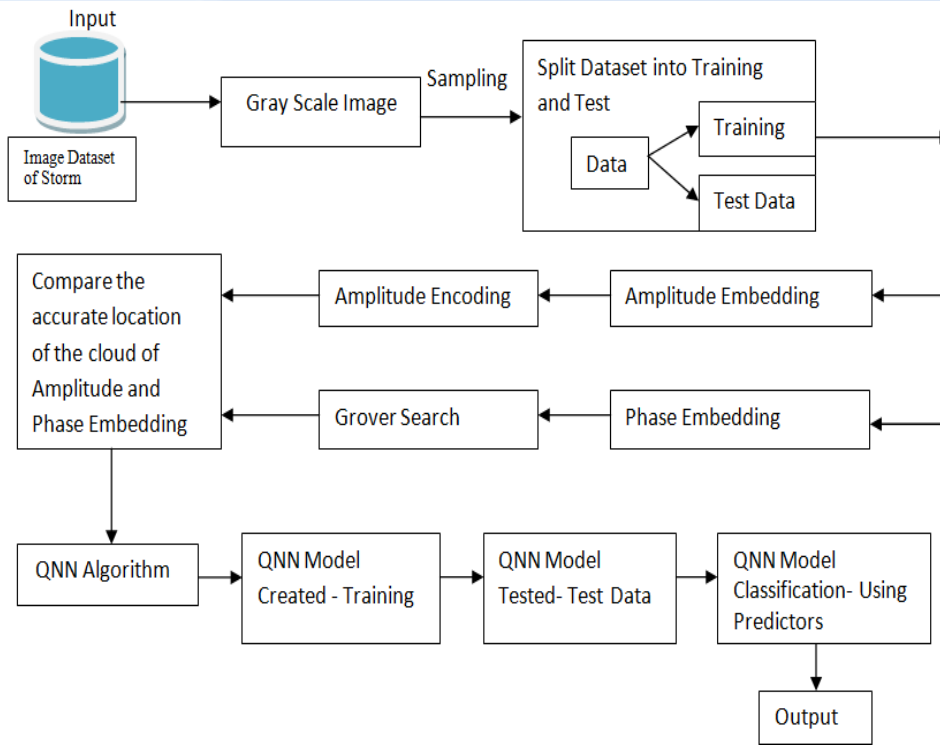 Input
Image Dataset
of Storm
Gray Scale Image
Sampling
Split Dataset into Training
and Test
Data
Training
Test Data
Compare the
accurate location
of the cloud of
Amplitude and
Phase Embedding
Amplitude Encoding
Amplitude Embedding
Grover Search
Phase Embedding
QNN Algorithm
QNN Model
Created - Training
QNN Model
Tested- Test Data
QNN Model
Classification- Using
Predictors
Output